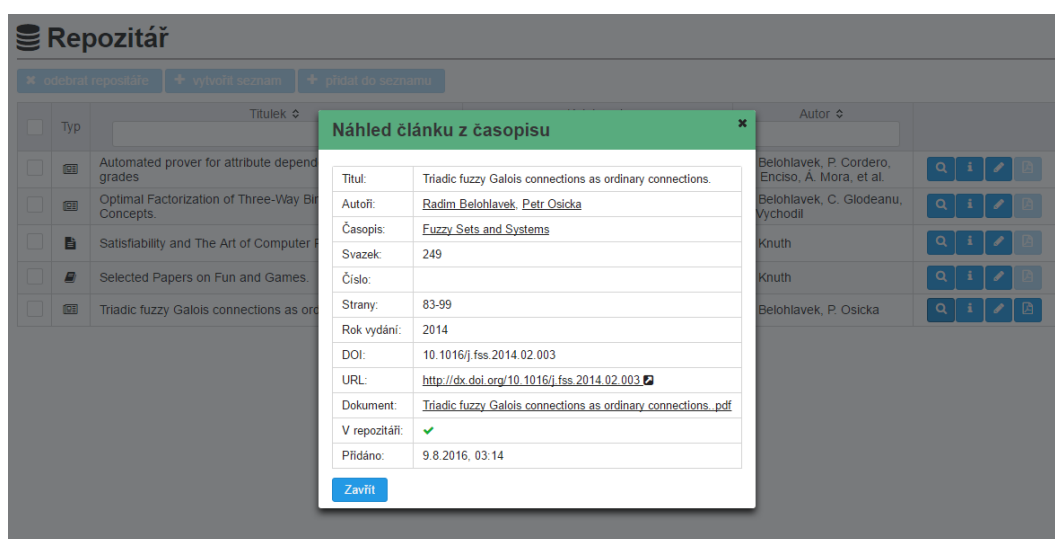 Repozitář
odebrat repositáře
vytvořit seznam
přidat do seznamu
Typ
Titulek
Autor
Automated prover for attribute depend
grades
Belohlavek, P. Cordero,
Enciso, Á. Mora, et al.
Optimal Factorization of Three-Way Bir
Concepts.
Belohlavek, C. Glodeanu,
Vychodil
Satisfiability and The Art of Computer P
Knuth
Selected Papers on Fun and Games.
Knuth
Triadic fuzzy Galois connections as ord
Belohlavek, P. Osicka
Náhled článku z časopisu
Titul: Triadic fuzzy Galois connections as ordinary connections.
Autoři: Radim Belohlavek, Petr Osicka
Časopis: Fuzzy Sets and Systems
Svazek: 249
Číslo:
Strany: 83-99
Rok vydání: 2014
DOI: 10.1016/j.fss.2014.02.003
URL: http://dx.doi.org/10.1016/j.fss.2014.02.003
Dokument: Triadic fuzzy Galois connections as ordinary connections..pdf
V repozitáři:
Přidáno: 9.8.2016, 03:14
Zavřít